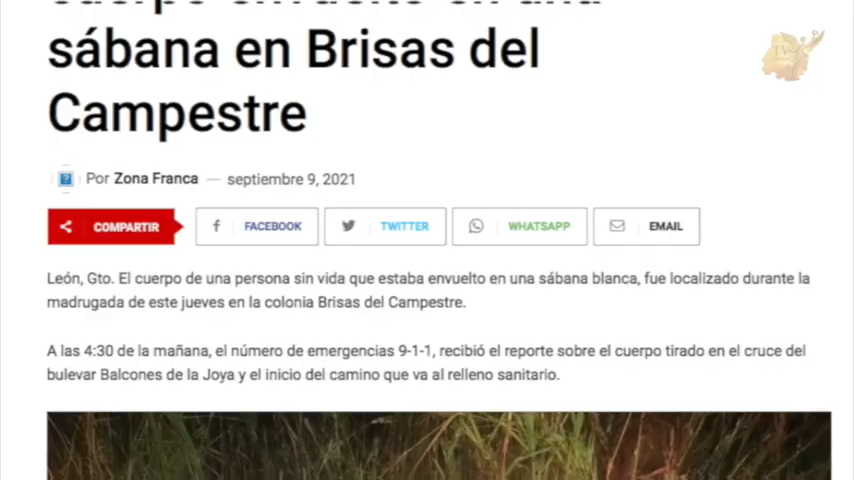 sábana en Brisas del
Campestre
Por Zona Franca — septiembre 9, 2021
COMPARTIR FACEBOOK TWITTER WHATSAPP EMAIL
León, Gto. El cuerpo de una persona sin vida que estaba envuelto en una sábana blanca, fue localizado durante la
madrugada de este jueves en la colonia Brisas del Campestre.
A las 4:30 de la mañana, el número de emergencias 9-1-1, recibió el reporte sobre el cuerpo tirado en el cruce del
bulevar Balcones de la Joya y el inicio del camino que va al relleno sanitario.